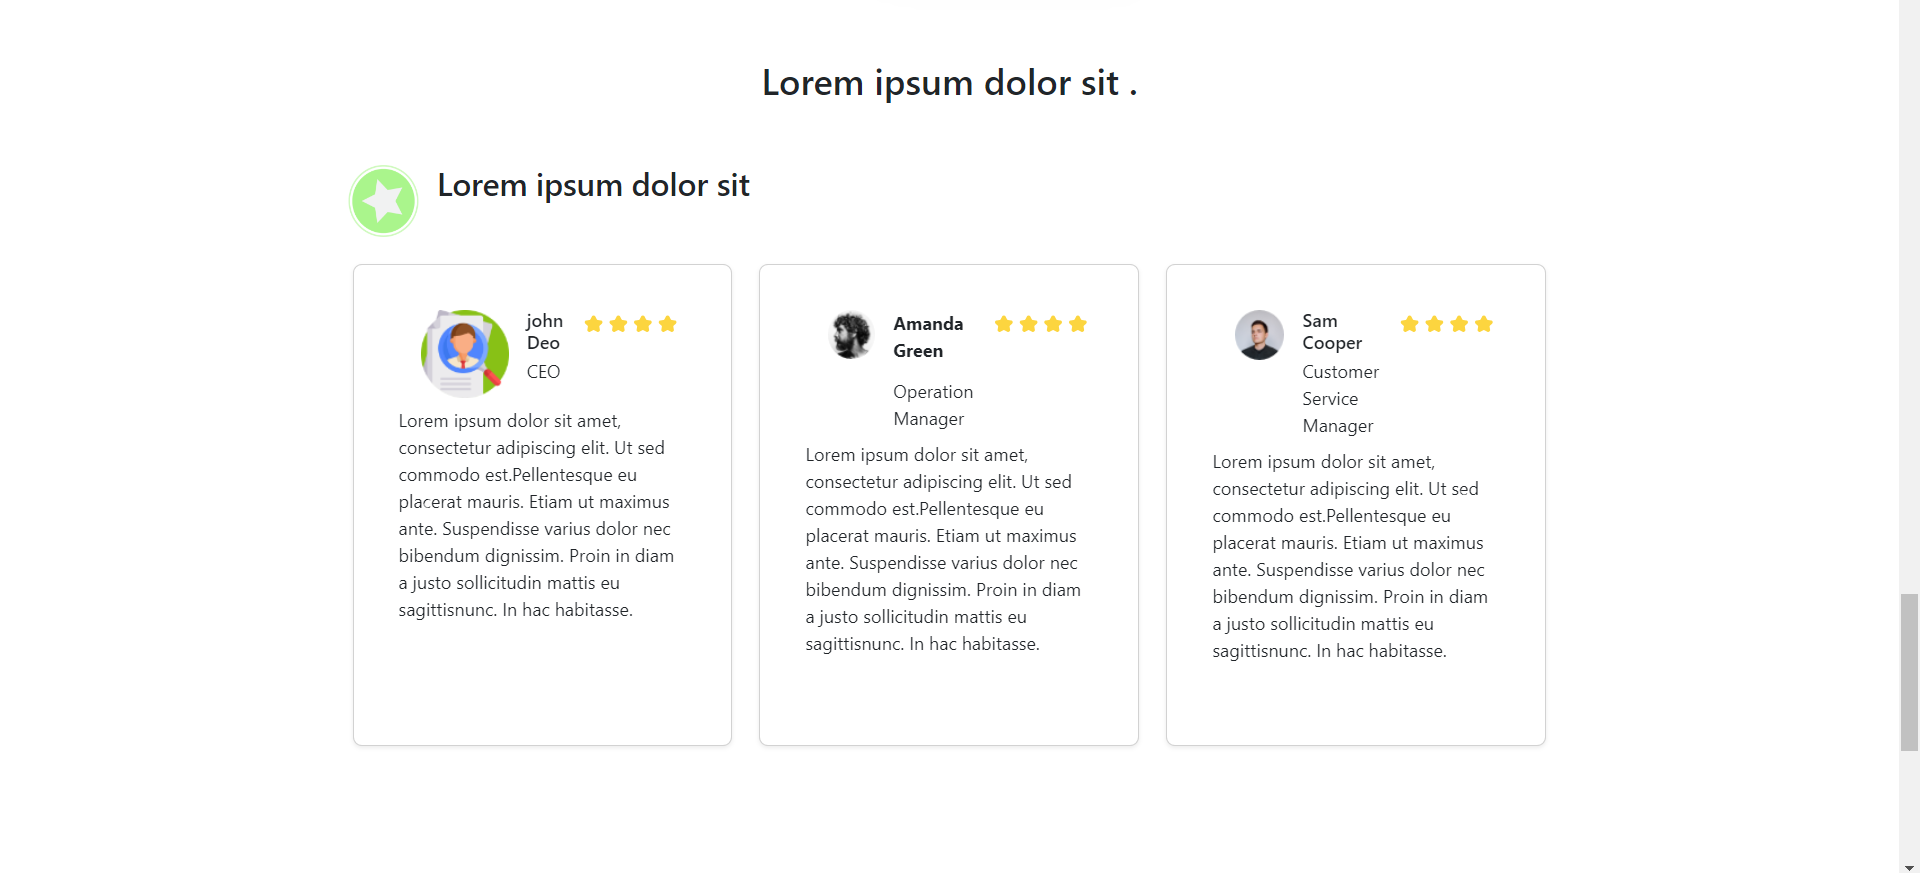 Lorem ipsum dolor sit .
Lorem ipsum dolor sit
john
Deo
CEO
Lorem ipsum dolor sit amet,
consectetur adipiscing elit. Ut sed
commodo est.Pellentesque eu
placerat mauris. Etiam ut maximus
ante. Suspendisse varius dolor nec
bibendum dignissim. Proin in diam
a justo sollicitudin mattis eu
sagittisnunc. In hac habitasse.
Amanda
Green
Operation
Manager
Lorem ipsum dolor sit amet,
consectetur adipiscing elit. Ut sed
commodo est.Pellentesque eu
placerat mauris. Etiam ut maximus
ante. Suspendisse varius dolor nec
bibendum dignissim. Proin in diam
a justo sollicitudin mattis eu
sagittisnunc. In hac habitasse.
Sam
Cooper
Customer
Service
Manager
Lorem ipsum dolor sit amet,
consectetur adipiscing elit. Ut sed
commodo est.Pellentesque eu
placerat mauris. Etiam ut maximus
ante. Suspendisse varius dolor nec
bibendum dignissim. Proin in diam
a justo sollicitudin mattis eu
sagittisnunc. In hac habitasse.